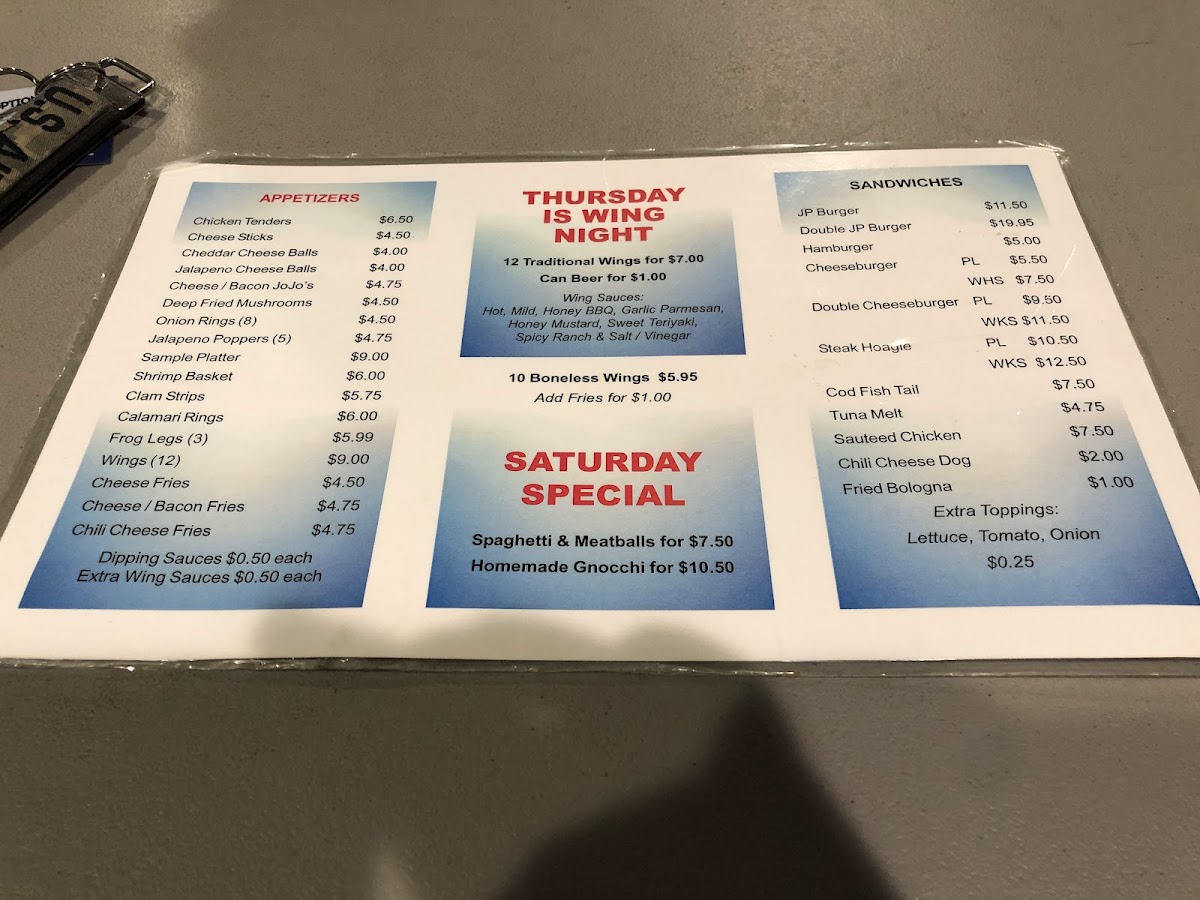 PTION
U.S. A
APPETIZERS
Chicken Tenders $6.50
Cheese Sticks $4.50
Cheddar Cheese Balls $4.00
Jalapeno Cheese Balls $4.00
Cheese / Bacon JoJo's $4.75
Deep Fried Mushrooms $4.50
Onion Rings (8) $4.50
Jalapeno Poppers (5) $4.75
Sample Platter $9.00
Shrimp Basket $6.00
Clam Strips $5.75
Calamari Rings $6.00
Frog Legs (3) $5.99
Wings (12) $9.00
Cheese Fries $4.50
Cheese / Bacon Fries $4.75
Chili Cheese Fries $4.75
Dipping Sauces $0.50 each
Extra Wing Sauces $0.50 each
THURSDAY
IS WING
NIGHT
12 Traditional Wings for $7.00
Can Beer for $1.00
Wing Sauces:
Hot, Mild, Honey BBQ, Garlic Parmesan,
Honey Mustard, Sweet Teriyaki,
Spicy Ranch & Salt / Vinegar
10 Boneless Wings $5.95
Add Fries for $1.00
SATURDAY
SPECIAL
Spaghetti & Meatballs for $7.50
Homemade Gnocchi for $10.50
SANDWICHES
JP Burger $11.50
Double JP Burger $19.95
Hamburger $5.00
Cheeseburger PL $5.50
WHS $7.50
Double Cheeseburger PL $9.50
WKS $11.50
Steak Hoagie PL $10.50
WKS $12.50
Cod Fish Tail $7.50
Tuna Melt $4.75
Sauteed Chicken $7.50
Chili Cheese Dog $2.00
Fried Bologna $1.00
Extra Toppings:
Lettuce, Tomato, Onion
$0.25